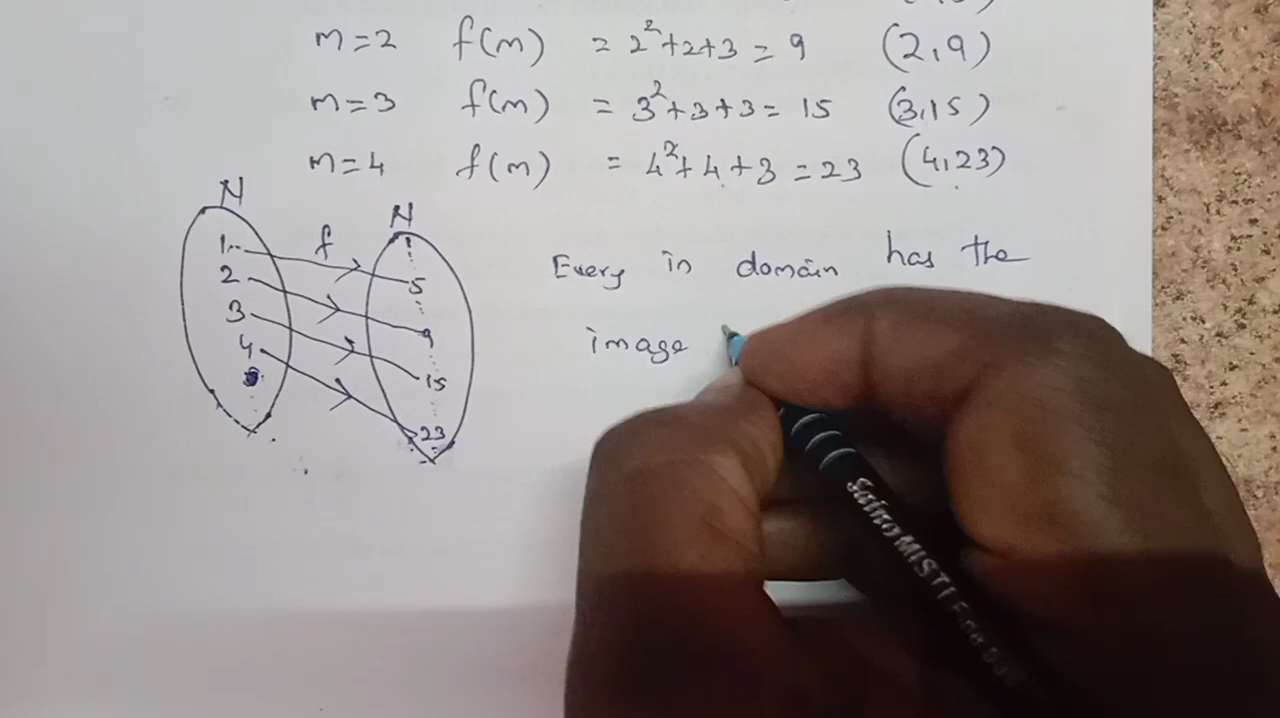 m=2 f(m) = 2²+2+3 = 9 (2,9)
m=3 f(m) = 3²+3+3 = 15 (3,15)
m=4 f(m) = 4²+4+3 = 23 (4,23)
N N
f
1 5
2 9
3 15
4 23
Every in domain has the
image